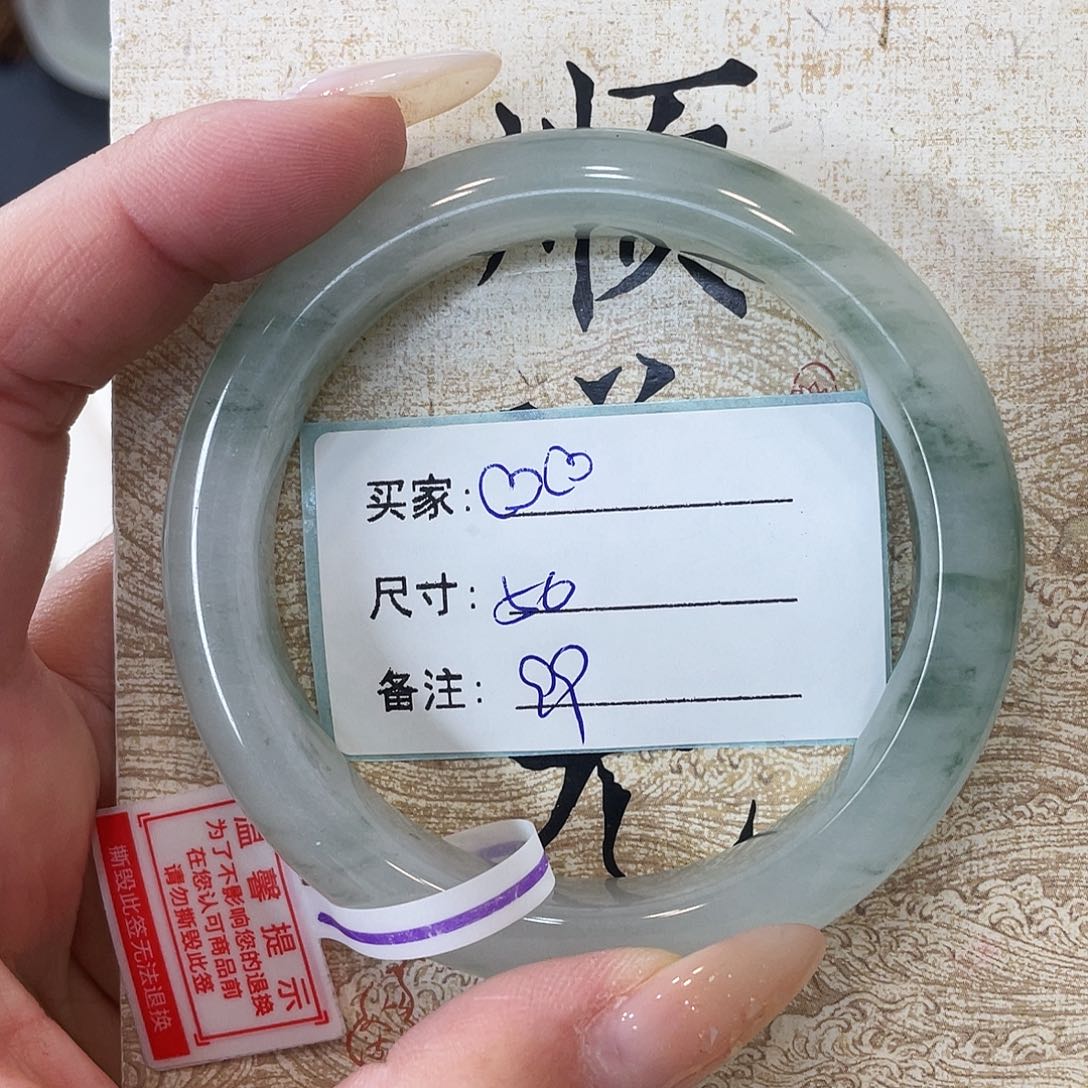 顺
买家:
尺寸: 56
备注:
温馨提示
为了不影响您的退换
在您认可商品前
请勿撕毁此签
撕毁此签无法退换